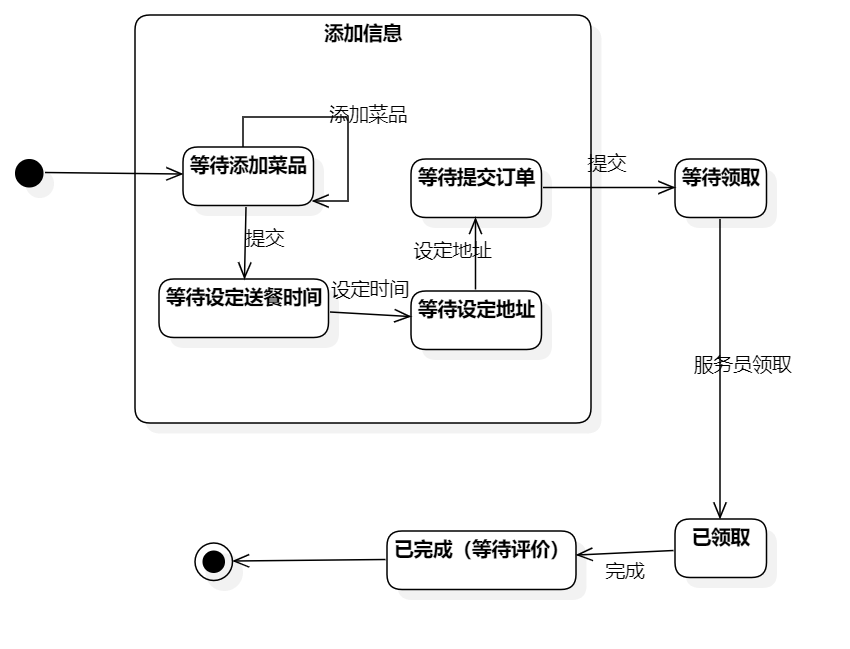 添加信息
添加菜品
等待添加菜品
等待提交订单
提交
等待领取
提交
设定地址
等待设定送餐时间
设定时间
等待设定地址
服务员领取
已领取
已完成（等待评价）
完成